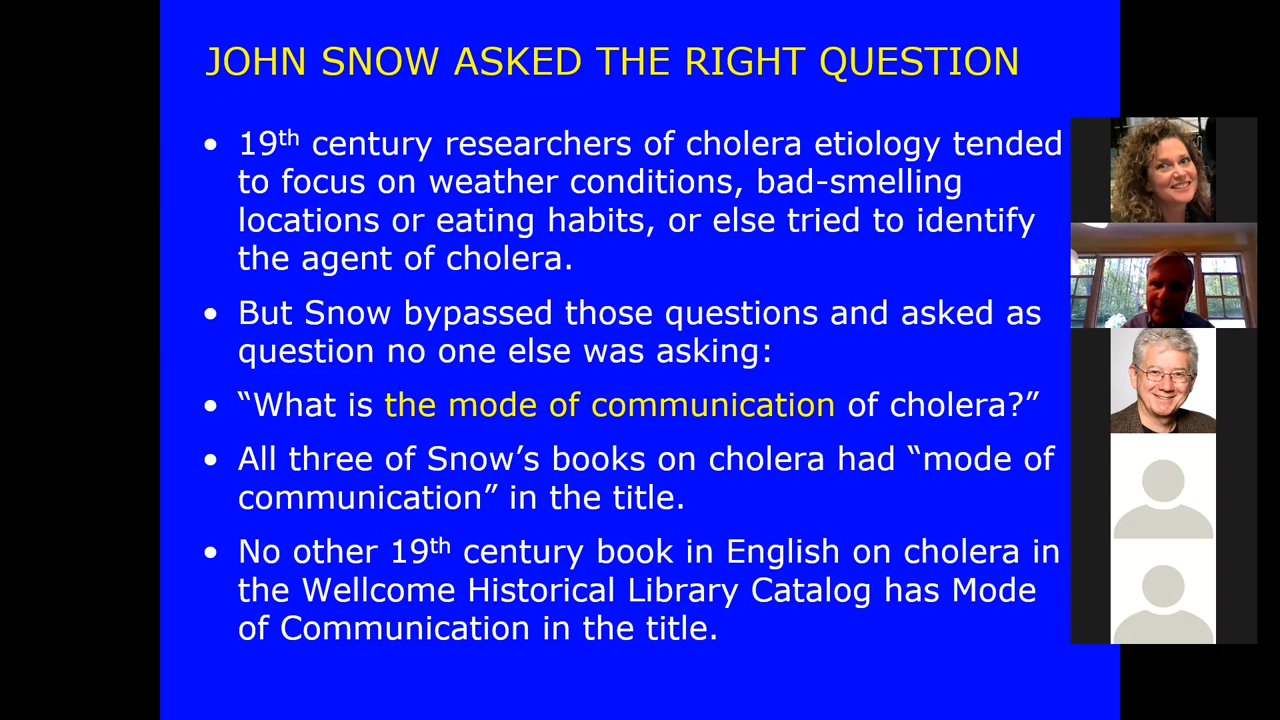 JOHN SNOW ASKED THE RIGHT QUESTION
• 19th century researchers of cholera etiology tended
to focus on weather conditions, bad-smelling
locations or eating habits, or else tried to identify
the agent of cholera.
• But Snow bypassed those questions and asked as
question no one else was asking:
• “What is the mode of communication of cholera?”
• All three of Snow’s books on cholera had “mode of
communication” in the title.
• No other 19th century book in English on cholera in
the Wellcome Historical Library Catalog has Mode
of Communication in the title.